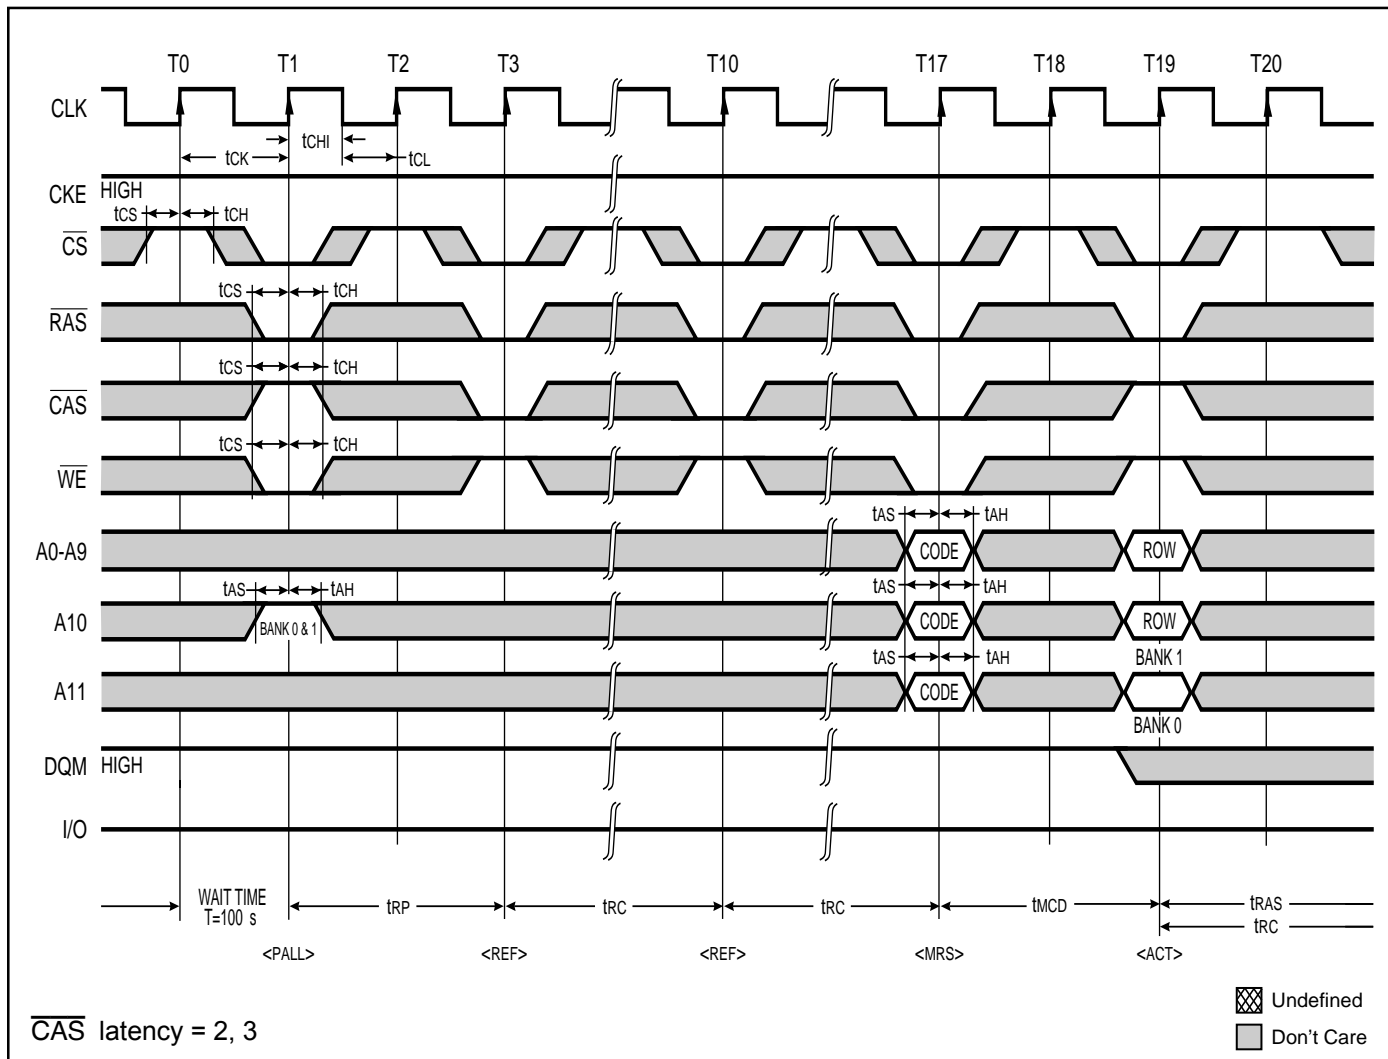 T0 T1 T2 T3 T10 T17 T18 T19 T20
CLK
tCHI
tCK tCL
CKE HIGH
tCS tCH
CS
tCS tCH
RAS
tCS tCH
CAS
tCS tCH
WE
tAS tAH
A0-A9 CODE ROW
tAS tAH tAS tAH
A10 BANK 0 & 1 CODE ROW
tAS tAH BANK 1
A11 CODE
BANK 0
DQM HIGH
I/O
WAIT TIME
T=100 s
tRP tRC tRC tMCD tRAS
tRC
<PALL> <REF> <REF> <MRS> <ACT>
Undefined
CAS latency = 2, 3
Don't Care